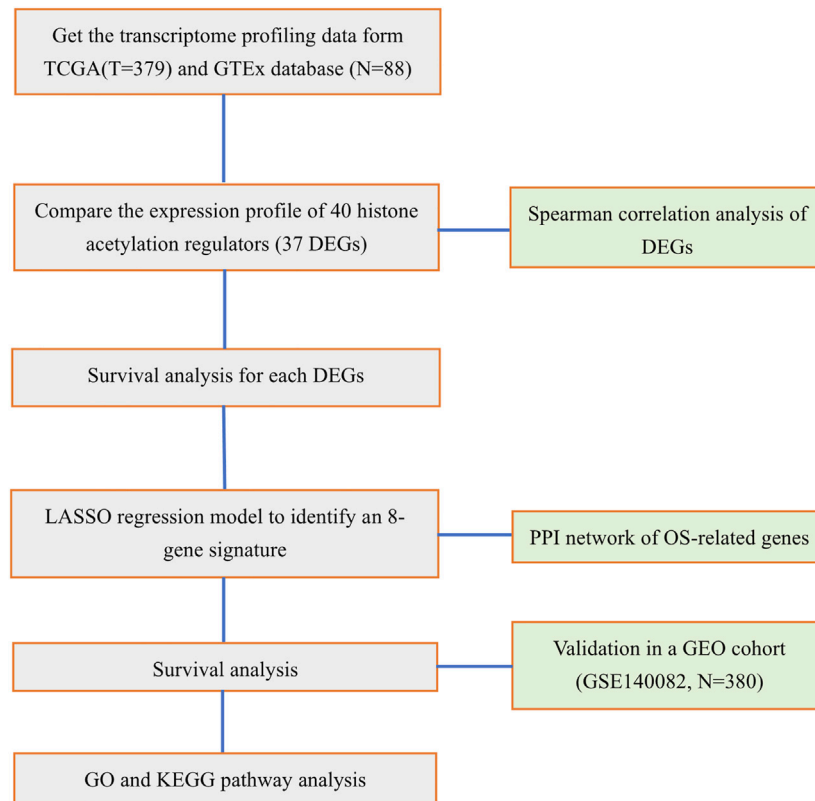 Get the transcriptome profiling data form
TCGA(T=379) and GTEx database (N=88)
Compare the expression profile of 40 histone
acetylation regulators (37 DEGs)
Spearman correlation analysis of
DEGs
Survival analysis for each DEGs
LASSO regression model to identify an 8-
gene signature
PPI network of OS-related genes
Survival analysis
Validation in a GEO cohort
(GSE140082, N=380)
GO and KEGG pathway analysis